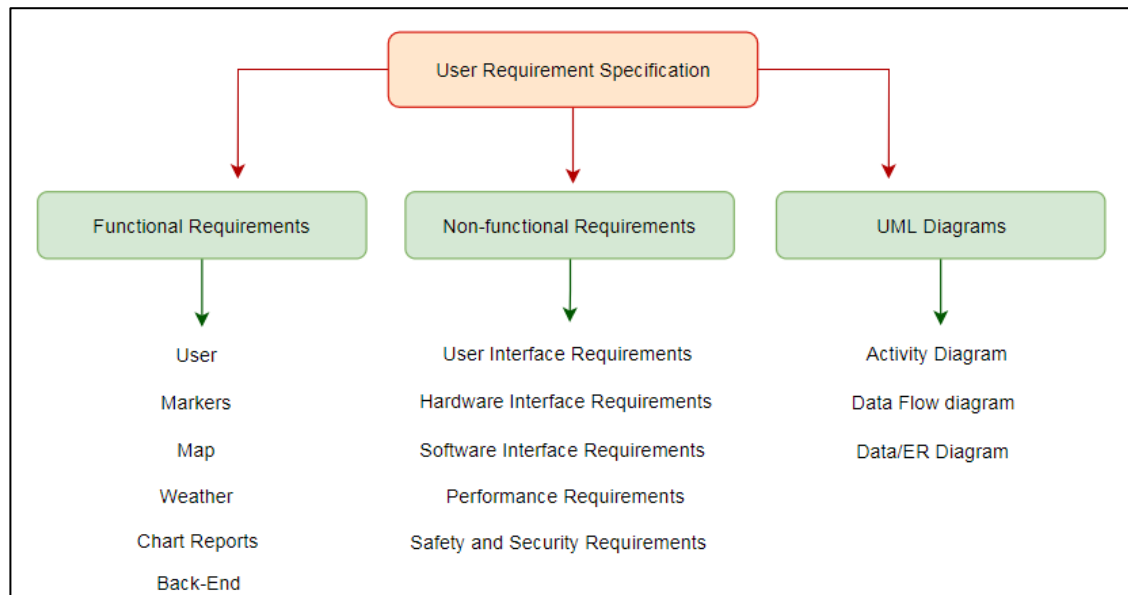 User Requirement Specification
Functional Requirements
Non-functional Requirements
UML Diagrams
User
Markers
Map
Weather
Chart Reports
Back-End
User Interface Requirements
Hardware Interface Requirements
Software Interface Requirements
Performance Requirements
Safety and Security Requirements
Activity Diagram
Data Flow diagram
Data/ER Diagram